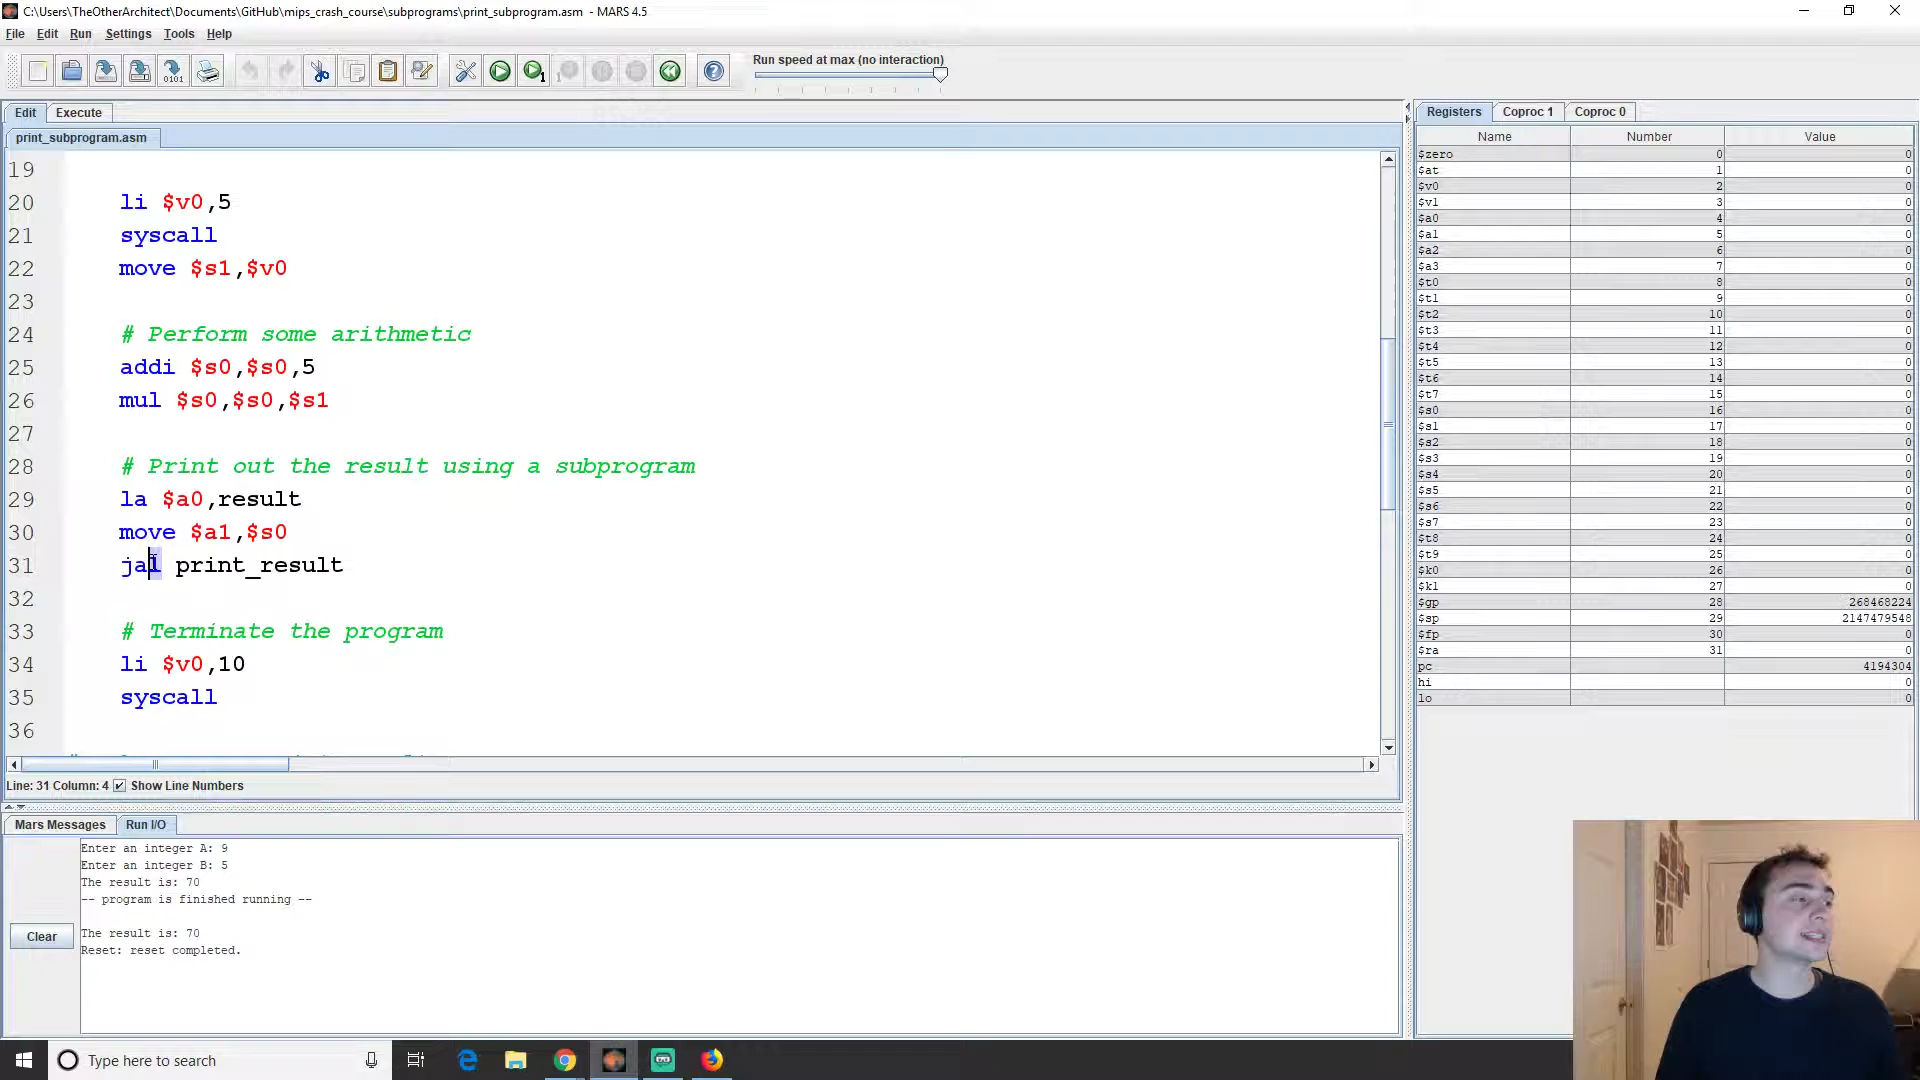 C:\Users\TheOtherArchitect\Documents\GitHub\mips_crash_course\subprograms\print_subprogram.asm - MARS 4.5
File Edit Run Settings Tools Help
Run speed at max (no interaction)
Edit Execute
print_subprogram.asm
19
20 li $v0,5
21 syscall
22 move $s1,$v0
23
24 # Perform some arithmetic
25 addi $s0,$s0,5
26 mul $s0,$s0,$s1
27
28 # Print out the result using a subprogram
29 la $a0,result
30 move $a1,$s0
31 jal print_result
32
33 # Terminate the program
34 li $v0,10
35 syscall
36
Line: 31 Column: 4 Show Line Numbers
Mars Messages Run I/O
Clear
Enter an integer A: 9
Enter an integer B: 5
The result is: 70
-- program is finished running --
The result is: 70
Reset: reset completed.
Registers Coproc 1 Coproc 0
Name Number Value
$zero 0 0
$at 1 0
$v0 2 0
$v1 3 0
$a0 4 0
$a1 5 0
$a2 6 0
$a3 7 0
$t0 8 0
$t1 9 0
$t2 10 0
$t3 11 0
$t4 12 0
$t5 13 0
$t6 14 0
$t7 15 0
$s0 16 0
$s1 17 0
$s2 18 0
$s3 19 0
$s4 20 0
$s5 21 0
$s6 22 0
$s7 23 0
$t8 24 0
$t9 25 0
$k0 26 0
$k1 27 0
$gp 28 268468224
$sp 29 2147479548
$fp 30 0
$ra 31 0
pc 4194304
hi 0
lo 0
Type here to search